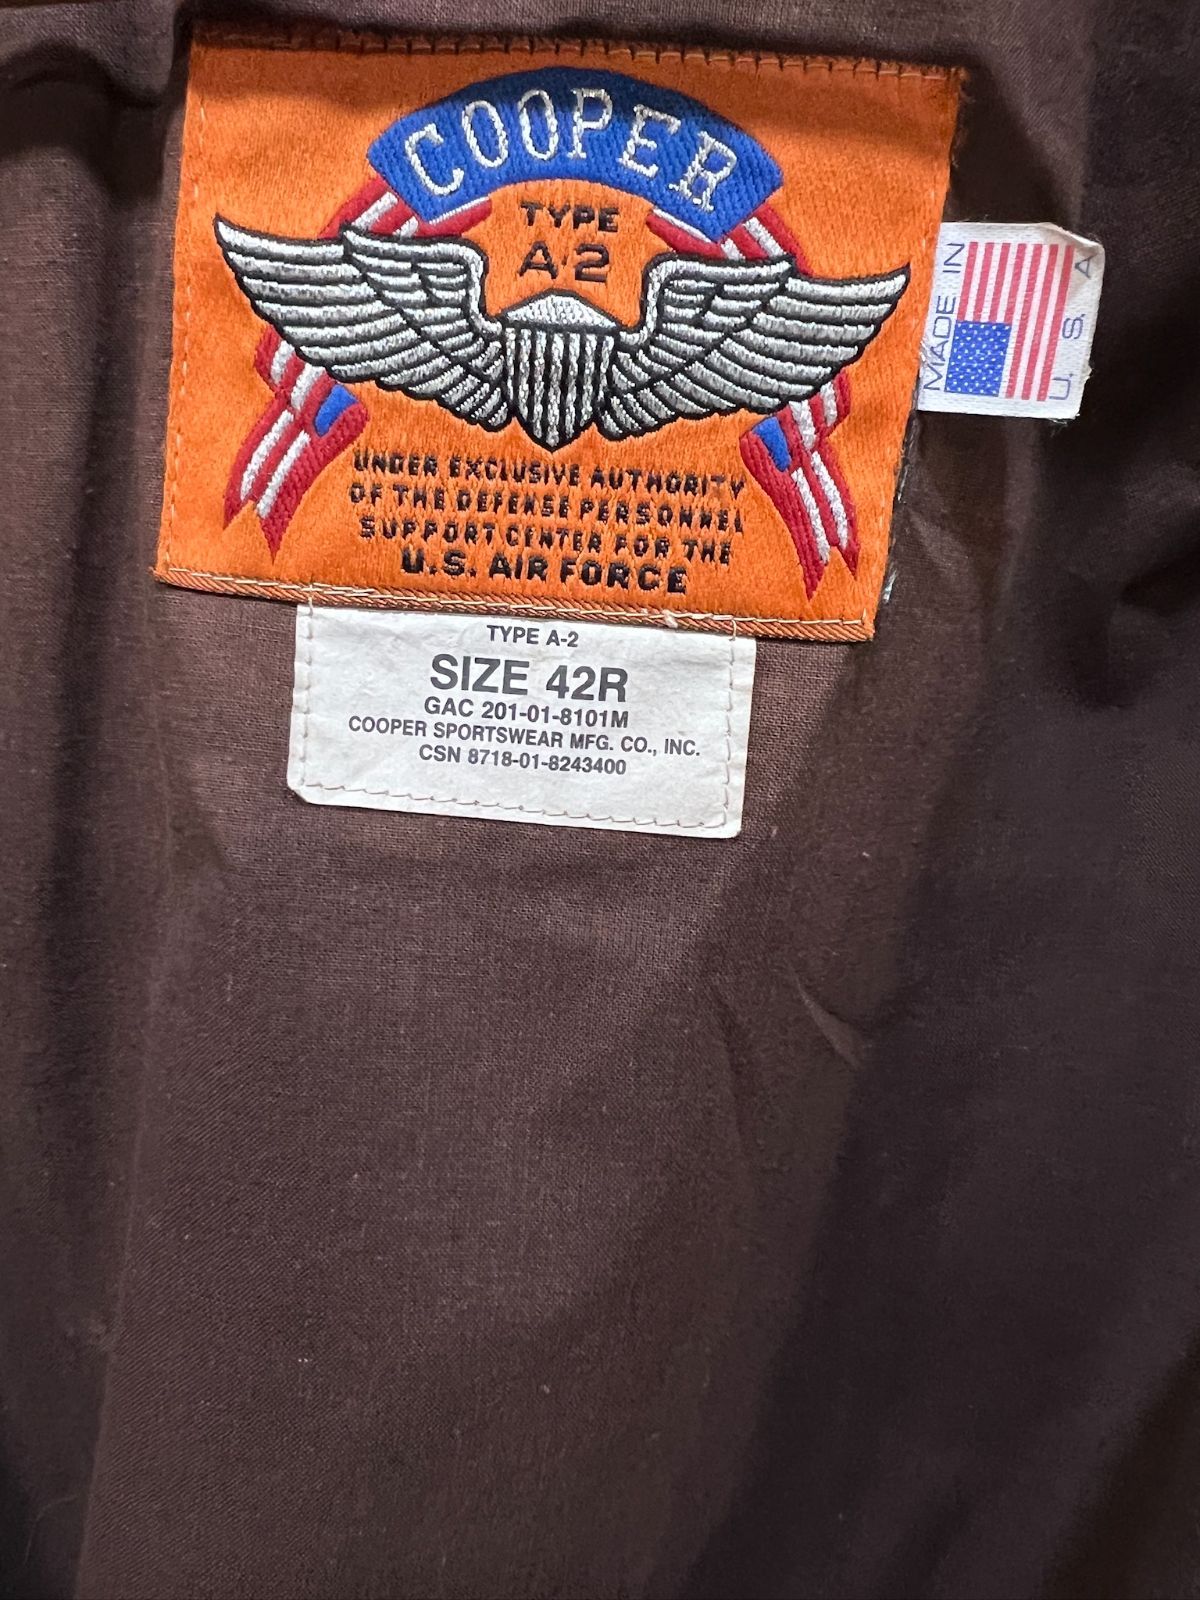 COOPER
TYPE
A-2
UNDER EXCLUSIVE AUTHORITY
OF THE DEFENSE PERSONNEL
SUPPORT CENTER FOR THE
U.S. AIR FORCE
MADE IN
U. S. A
TYPE A-2
SIZE 42R
GAC 201-01-8101M
COOPER SPORTSWEAR MFG. CO., INC.
CSN 8718-01-8243400